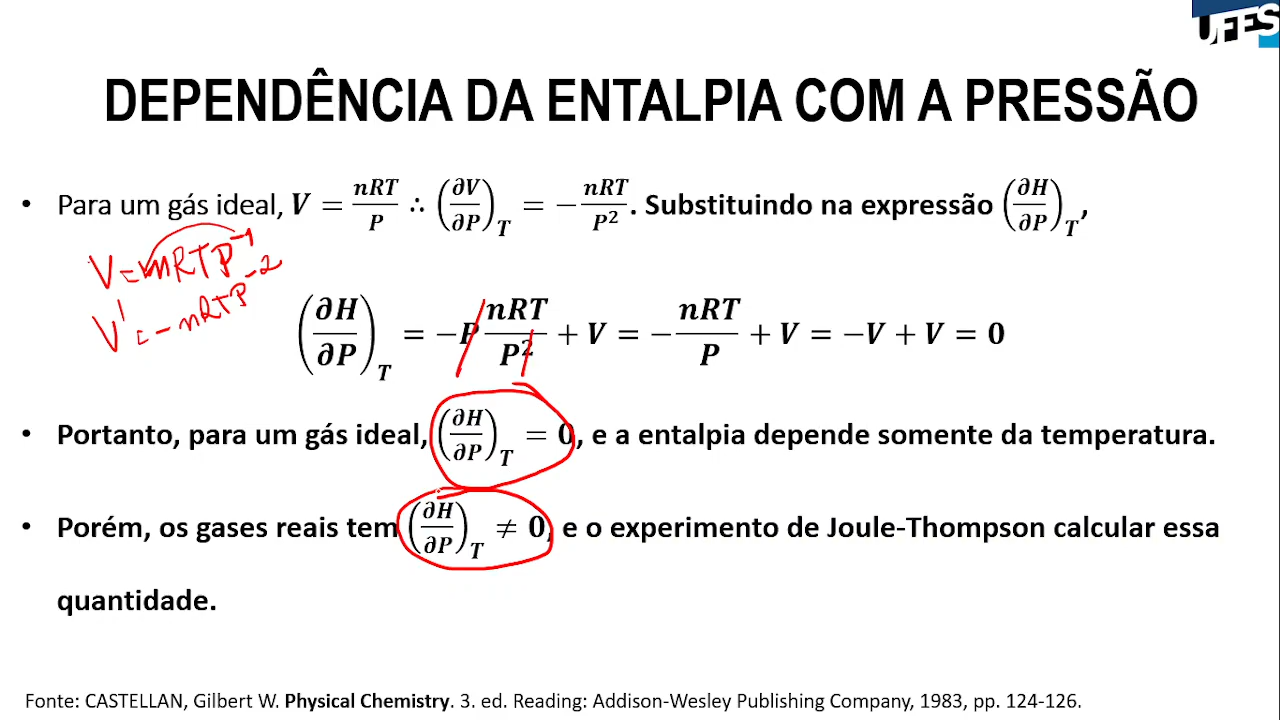 UFES
DEPENDÊNCIA DA ENTALPIA COM A PRESSÃO
• Para um gás ideal, V = nRT/P ∴ (∂V/∂P)_T = −nRT/P². Substituindo na expressão (∂H/∂P)_T,
V = nRTP⁻¹
V' = −nRTP⁻²
(∂H/∂P)_T = −P nRT/P² + V = −nRT/P + V = −V + V = 0
• Portanto, para um gás ideal, (∂H/∂P)_T = 0, e a entalpia depende somente da temperatura.
• Porém, os gases reais tem (∂H/∂P)_T ≠ 0, e o experimento de Joule-Thompson calcular essa
quantidade.
Fonte: CASTELLAN, Gilbert W. Physical Chemistry. 3. ed. Reading: Addison-Wesley Publishing Company, 1983, pp. 124-126.